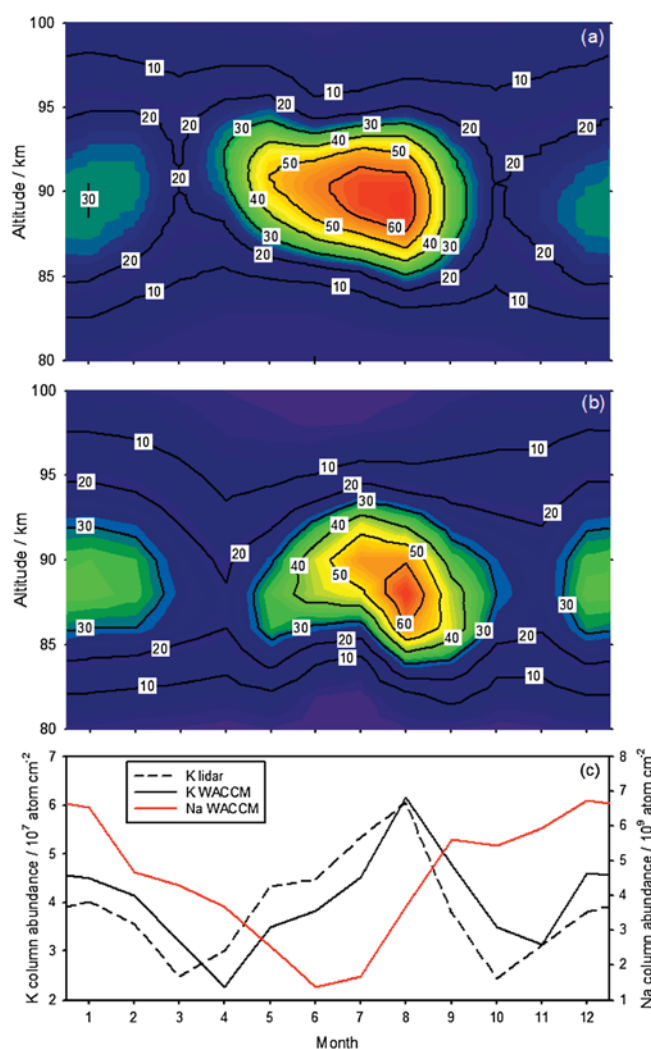 (a)
100
95
90
85
80
Altitude / km
10 10 10 10
20 20 20 20 20
30 40 30
50 50
30 20
40 50 60
50 40
30 30
20 20 20 20
10 10 10
(b)
100
95
90
85
80
Altitude / km
10 10 10
20 20 30 20
30 40 50
20
40 50
60 30
30 30 40 30
20 20 20
10 10 10
(c)
K lidar
K WACCM
Na WACCM
7
6
5
4
3
2
K column abundance / 10⁷ atom cm⁻²
8
7
6
5
4
3
2
1
Na column abundance / 10⁹ atom cm⁻²
1 2 3 4 5 6 7 8 9 10 11 12
Month